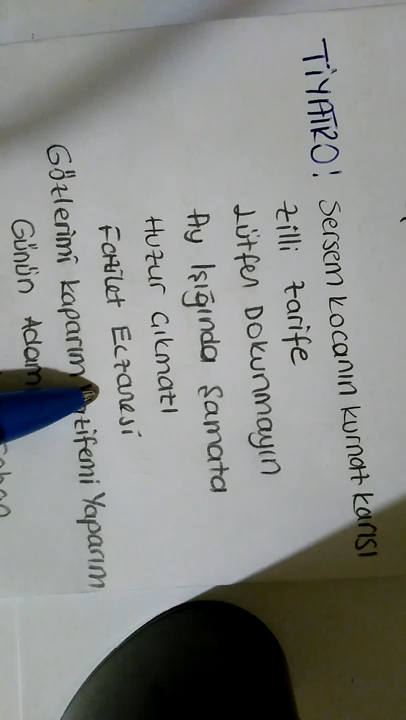 TİYATRO! Sersem Kocanın Kurnaz Karısı
Zilli Zarife
Lütfen Dokunmayın
Ay Işığında Şamata
Huzur Çıkmazı
Fazilet Eczanesi
Gözlerimi Kaparım Vazifemi Yaparım
Günün Adamı